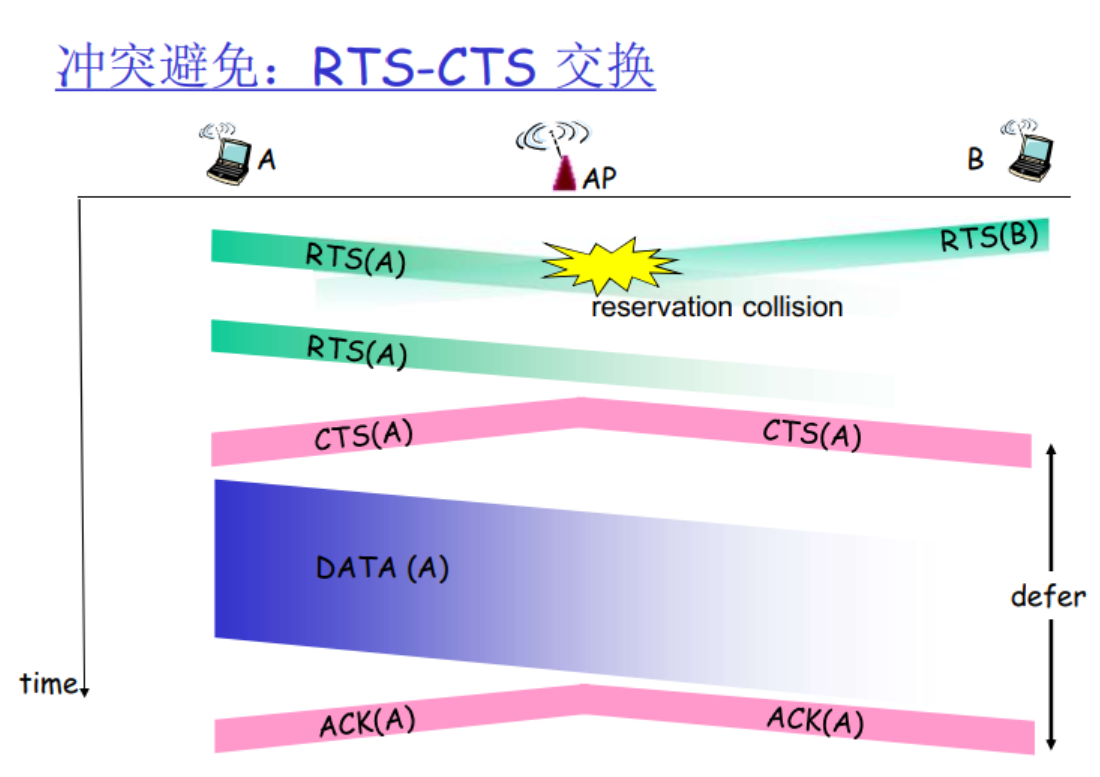 冲突避免：RTS-CTS 交换
A
AP
B
RTS(A)
RTS(B)
reservation collision
RTS(A)
CTS(A)
CTS(A)
DATA (A)
defer
time
ACK(A)
ACK(A)